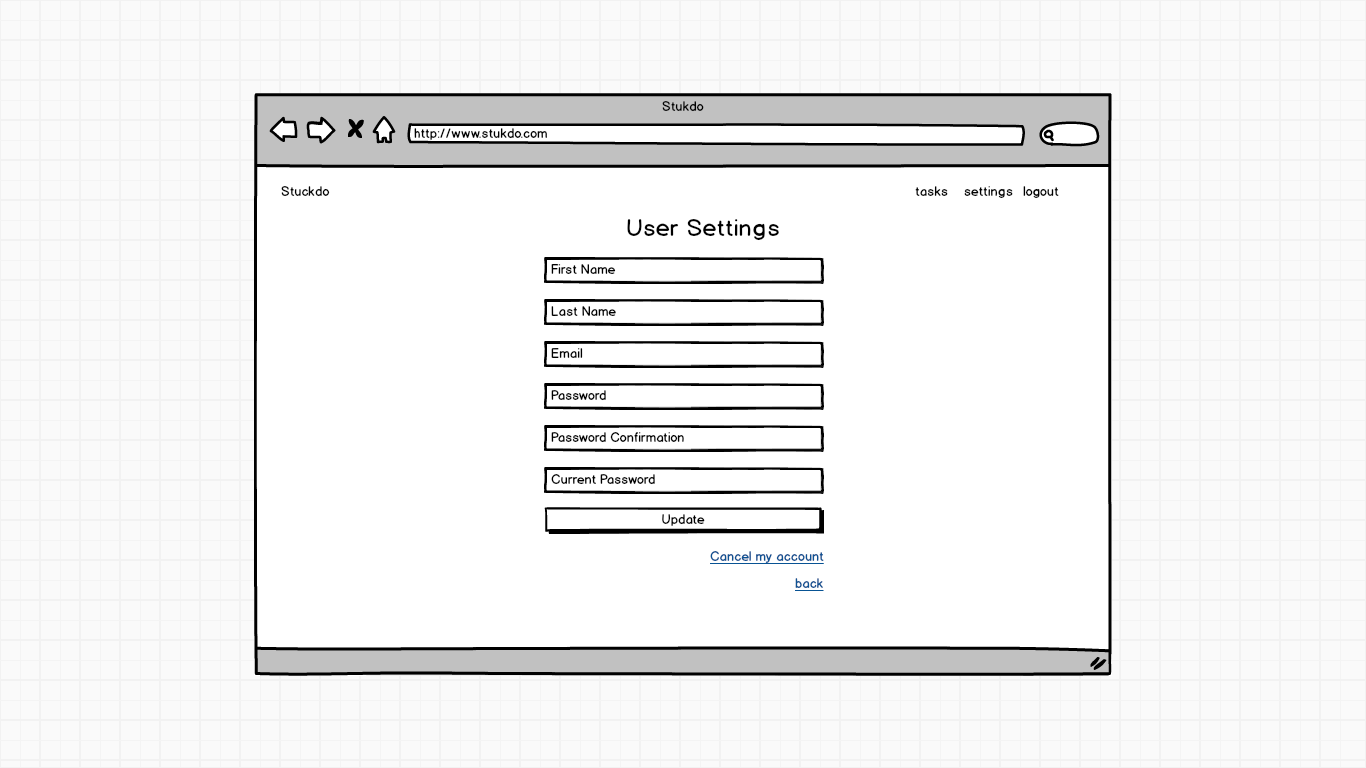 Stukdo
http://www.stukdo.com
Stuckdo tasks settings logout
User Settings
First Name
Last Name
Email
Password
Password Confirmation
Current Password
Update
Cancel my account
back